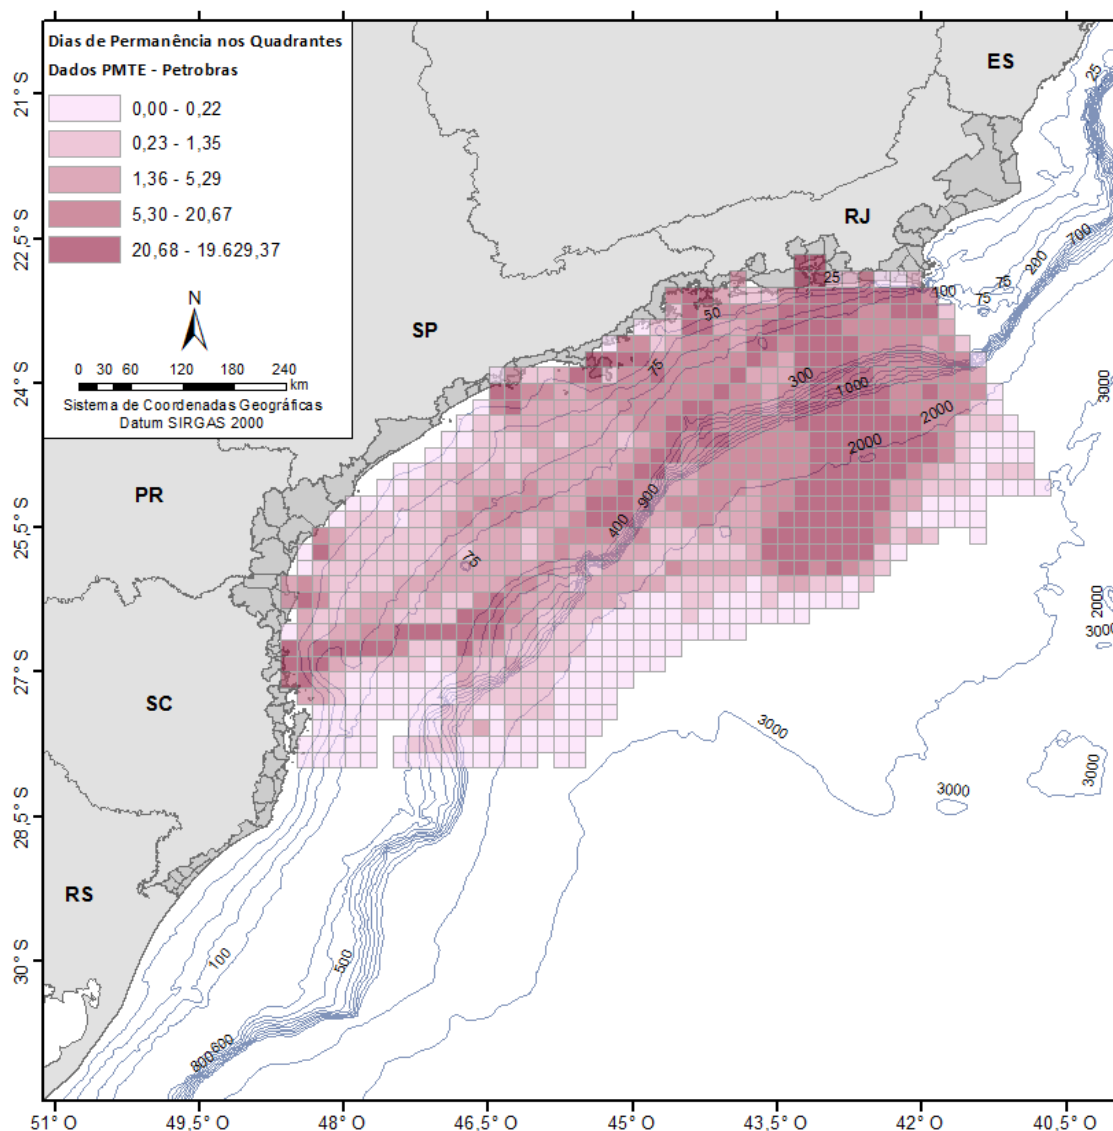 Dias de Permanência nos Quadrantes
Dados PMTE - Petrobras
0,00 - 0,22
0,23 - 1,35
1,36 - 5,29
5,30 - 20,67
20,68 - 19.629,37
N
0 30 60 120 180 240
km
Sistema de Coordenadas Geográficas
Datum SIRGAS 2000
ES
RJ
SP
PR
SC
RS
25
700
200
75
75
100
25
50
75
300
1000
2000
2000
900
400
75
3000
2000
3000
3000
3000
3000
100
500
600
800
21° S
22,5° S
24° S
25,5° S
27° S
28,5° S
30° S
51° O
49,5° O
48° O
46,5° O
45° O
43,5° O
42° O
40,5° O